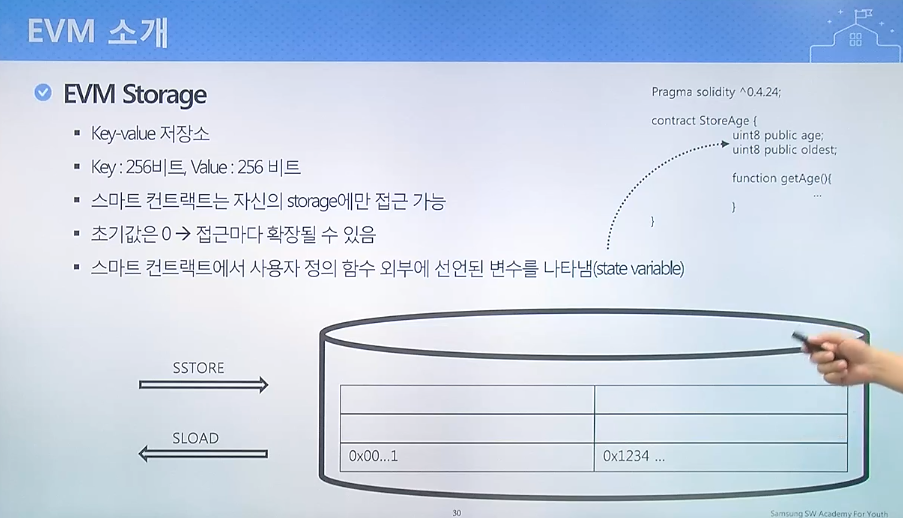 EVM 소개
EVM Storage
Key-value 저장소
Key : 256비트, Value : 256 비트
스마트 컨트랙트는 자신의 storage에만 접근 가능
초기값은 0 → 접근마다 확장될 수 있음
스마트 컨트랙트에서 사용자 정의 함수 외부에 선언된 변수를 나타냄(state variable)
Pragma solidity ^0.4.24;
contract StoreAge {
uint8 public age;
uint8 public oldest;
function getAge(){
...
}
}
SSTORE
SLOAD
0x00...1
0x1234 ...
30
Samsung SW Academy For Youth